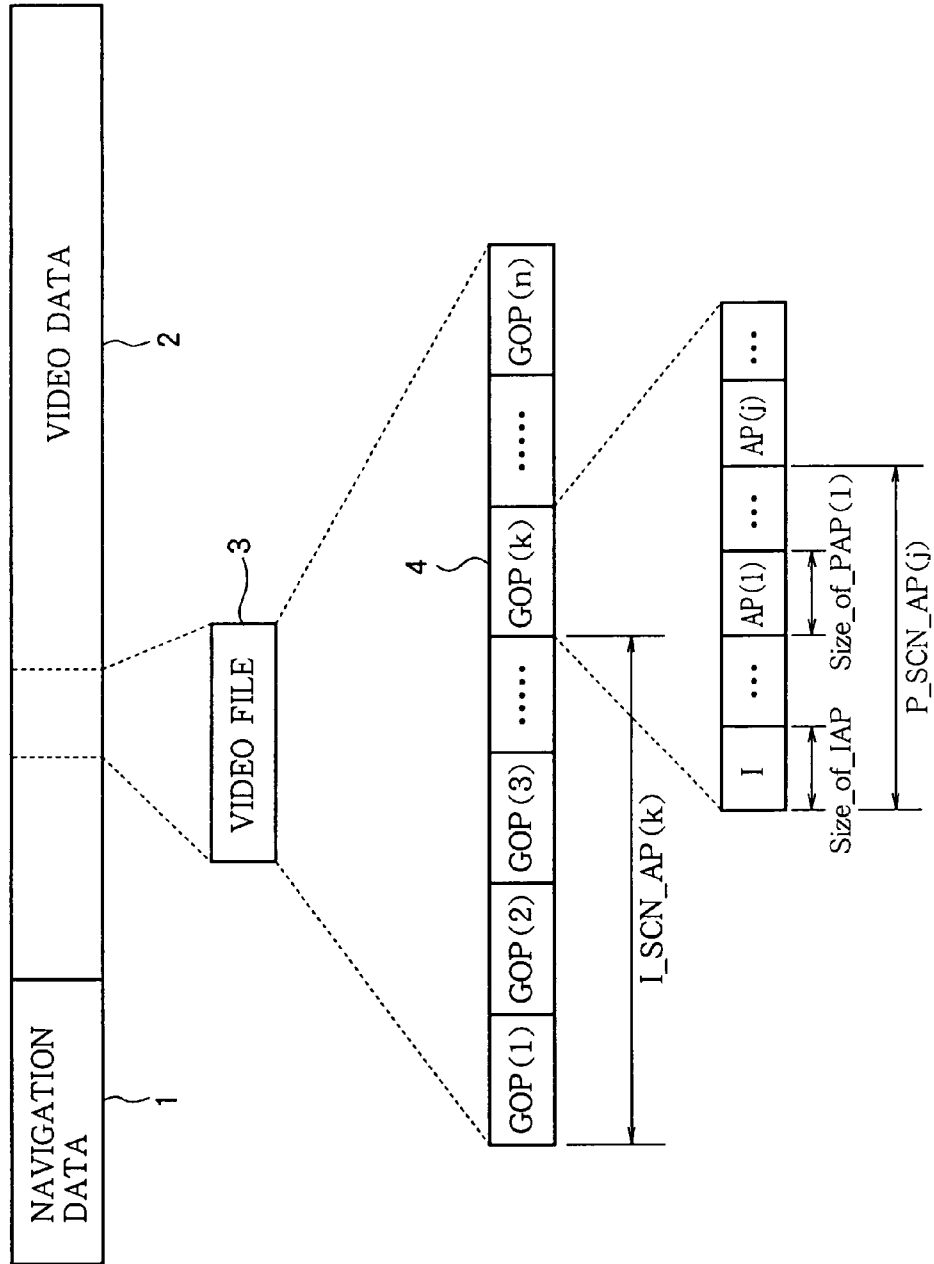 NAVIGATION
DATA
VIDEO DATA
1
2
VIDEO FILE
3
GOP(1) GOP(2) GOP(3) ..... GOP(k) ..... GOP(n)
4
I_SCN_AP(k)
I ... AP(1) ... AP(j) ...
Size_of_IAP Size_of_PAP(1)
P_SCN_AP(j)